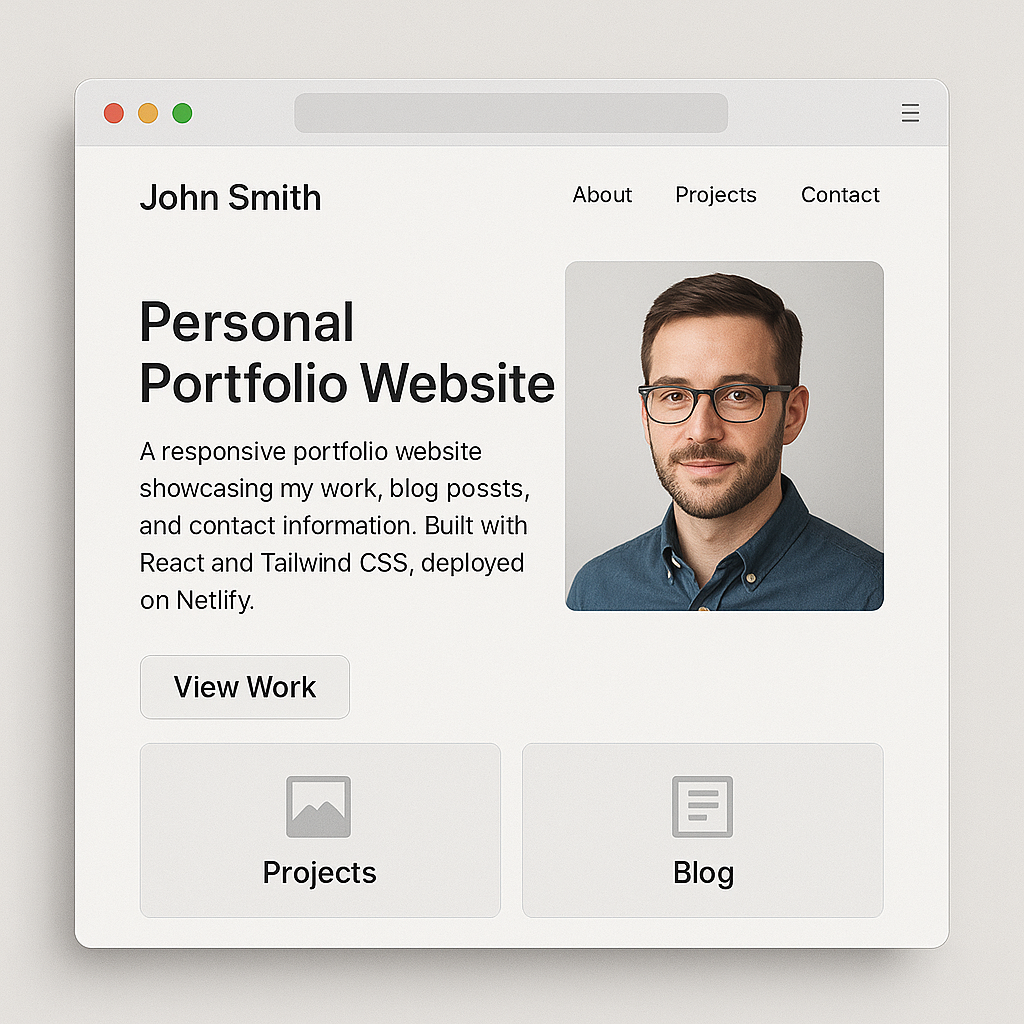 John Smith
About Projects Contact
Personal
Portfolio Website
A responsive portfolio website
showcasing my work, blog possts,
and contact information. Built with
React and Tailwind CSS, deployed
on Netlify.
View Work
Projects
Blog